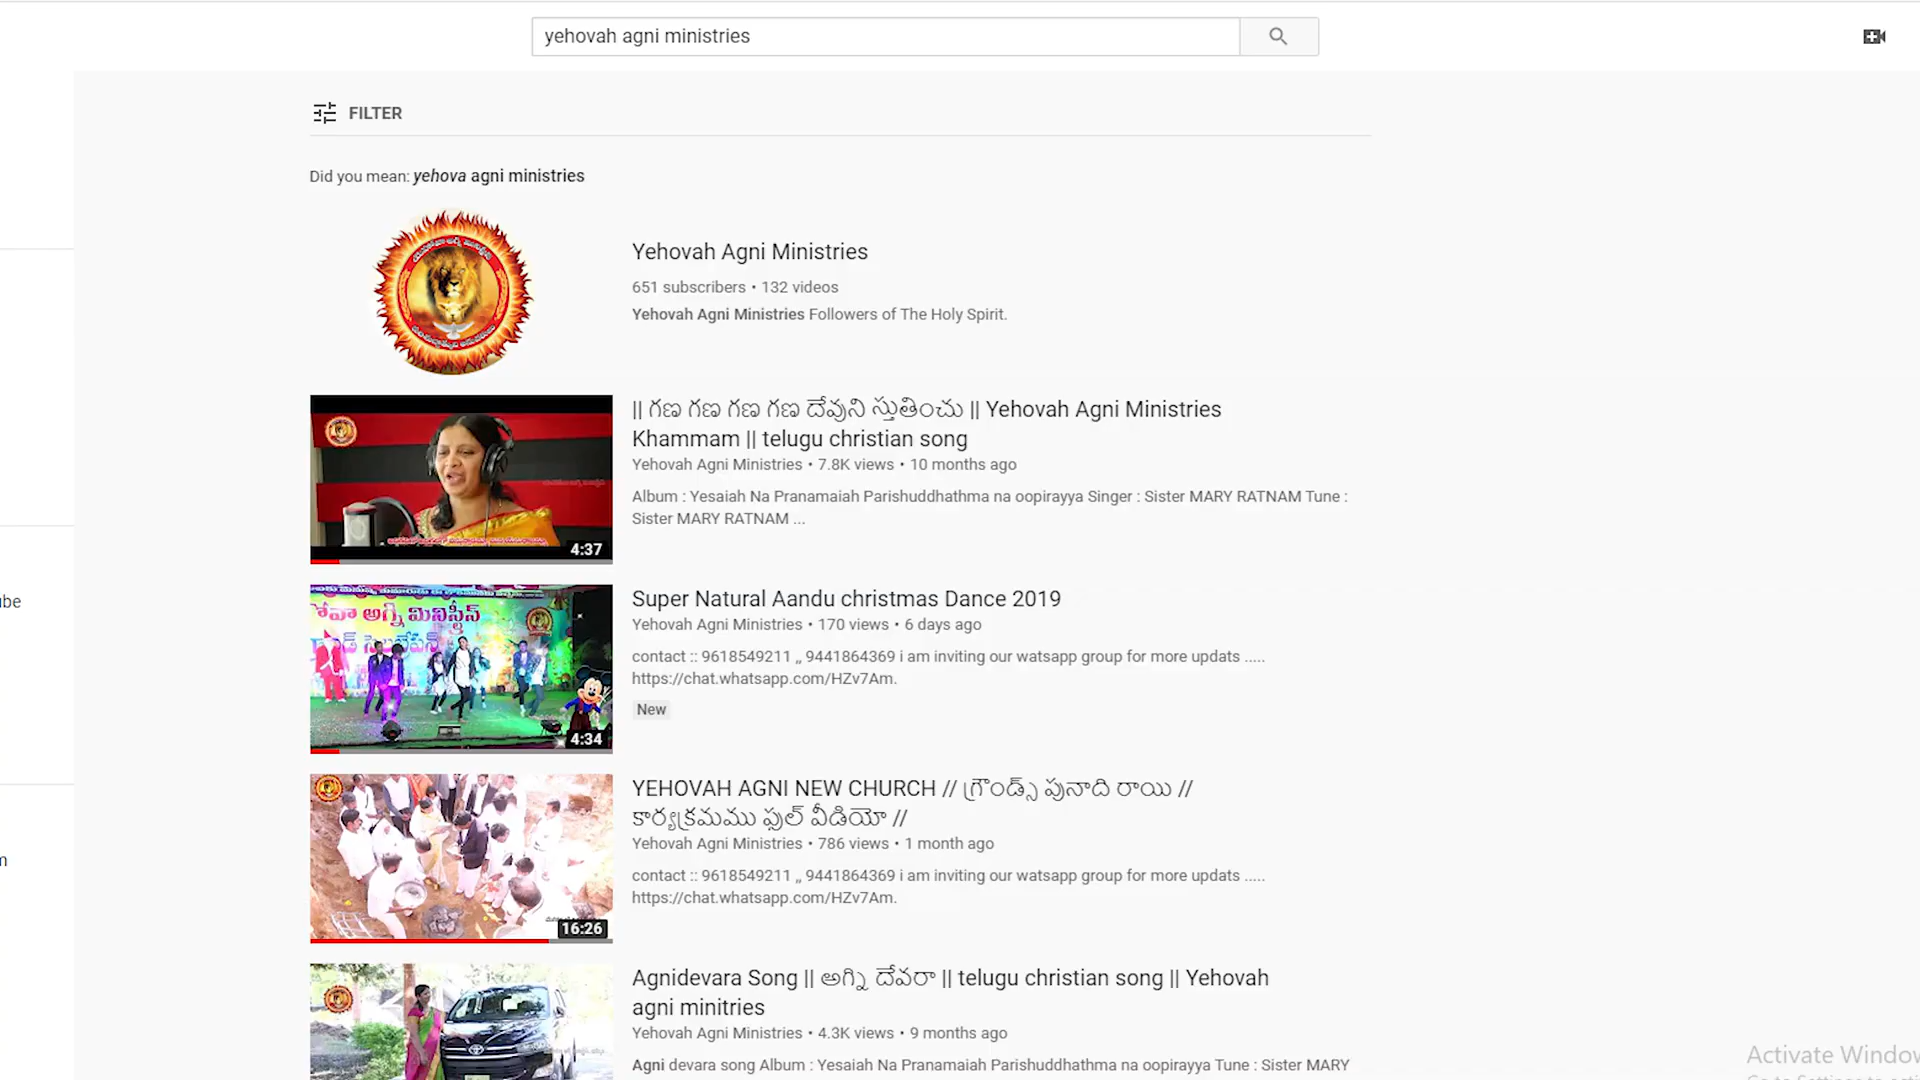 yehovah agni ministries
FILTER
Did you mean: yehova agni ministries
Yehovah Agni Ministries
651 subscribers • 132 videos
Yehovah Agni Ministries Followers of The Holy Spirit.
|| గణ గణ గణ గణ దేవుని స్తుతించు || Yehovah Agni Ministries
Khammam || telugu christian song
Yehovah Agni Ministries • 7.8K views • 10 months ago
Album : Yesaiah Na Pranamaiah Parishuddhathma na oopirayya Singer : Sister MARY RATNAM Tune :
Sister MARY RATNAM ...
4:37
Super Natural Aandu christmas Dance 2019
Yehovah Agni Ministries • 170 views • 6 days ago
contact :: 9618549211 ,, 9441864369 i am inviting our watsapp group for more updats .....
https://chat.whatsapp.com/HZv7Am.
New
అగ్ని మినిస్ట్రీస్
4:34
YEHOVAH AGNI NEW CHURCH // గ్రౌండ్స్ పునాది రాయి //
కార్యక్రమము ఫుల్ వీడియో //
Yehovah Agni Ministries • 786 views • 1 month ago
contact :: 9618549211 ,, 9441864369 i am inviting our watsapp group for more updats .....
https://chat.whatsapp.com/HZv7Am.
16:26
Agnidevara Song || అగ్ని దేవరా || telugu christian song || Yehovah
agni minitries
Yehovah Agni Ministries • 4.3K views • 9 months ago
Agni devara song Album : Yesaiah Na Pranamaiah Parishuddhathma na oopirayya Tune : Sister MARY
Activate Window